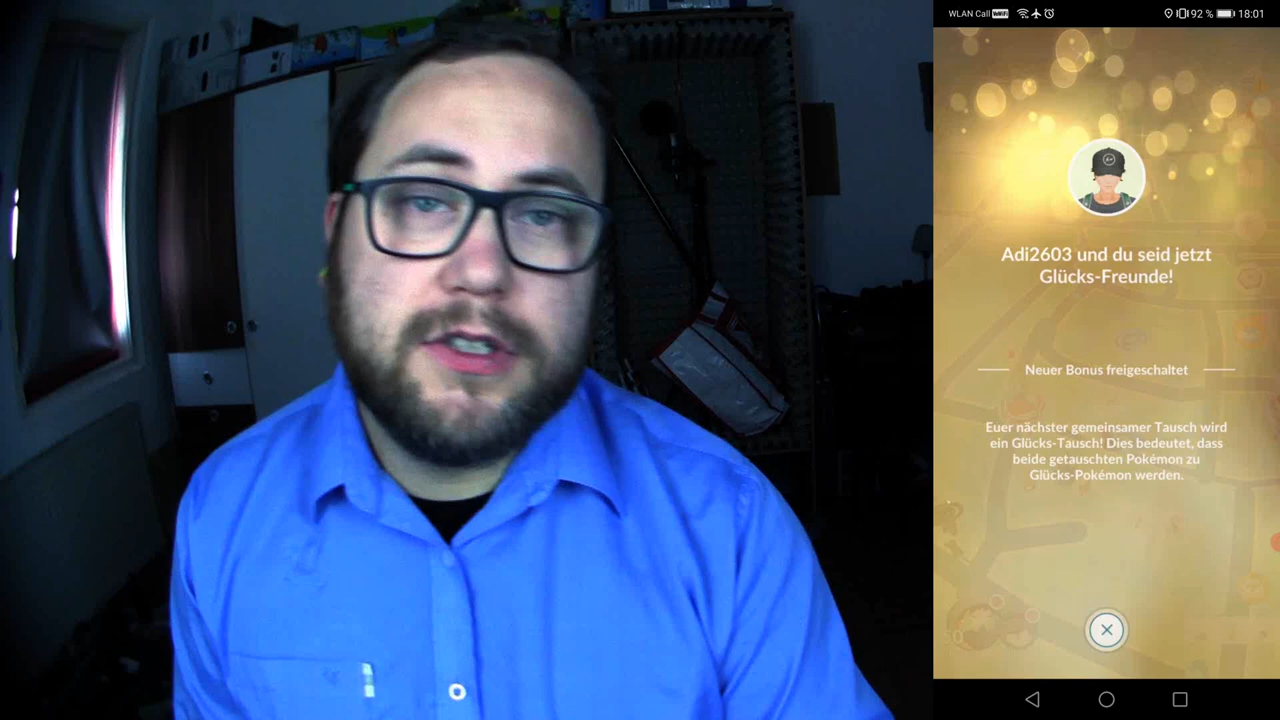 WLAN Call 92 % 18:01
Adi2603 und du seid jetzt
Glücks-Freunde!
Neuer Bonus freigeschaltet
Euer nächster gemeinsamer Tausch wird
ein Glücks-Tausch! Dies bedeutet, dass
beide getauschten Pokémon zu
Glücks-Pokémon werden.